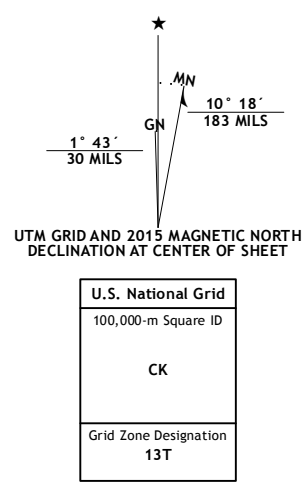 ★
MN
GN
10° 18´
183 MILS
1° 43´
30 MILS
UTM GRID AND 2015 MAGNETIC NORTH
DECLINATION AT CENTER OF SHEET
U.S. National Grid
100,000-m Square ID
CK
Grid Zone Designation
13T